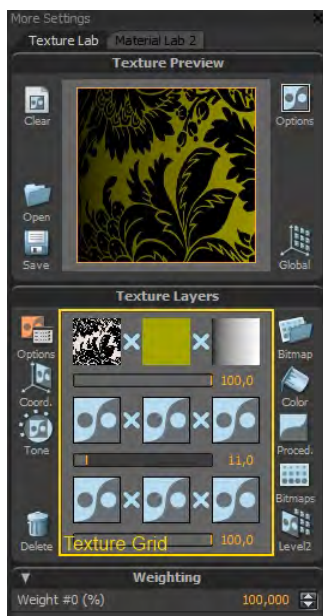 More Settings
Texture Lab Material Lab 2
Texture Preview
Clear Options
Open
Save Global
Texture Layers
Options Bitmap
100,0
Coord. Color
Tone Proced.
11,0
Bitmaps
Delete Texture Grid 100,0 Level2
Weighting
Weight #0 (%) 100,000